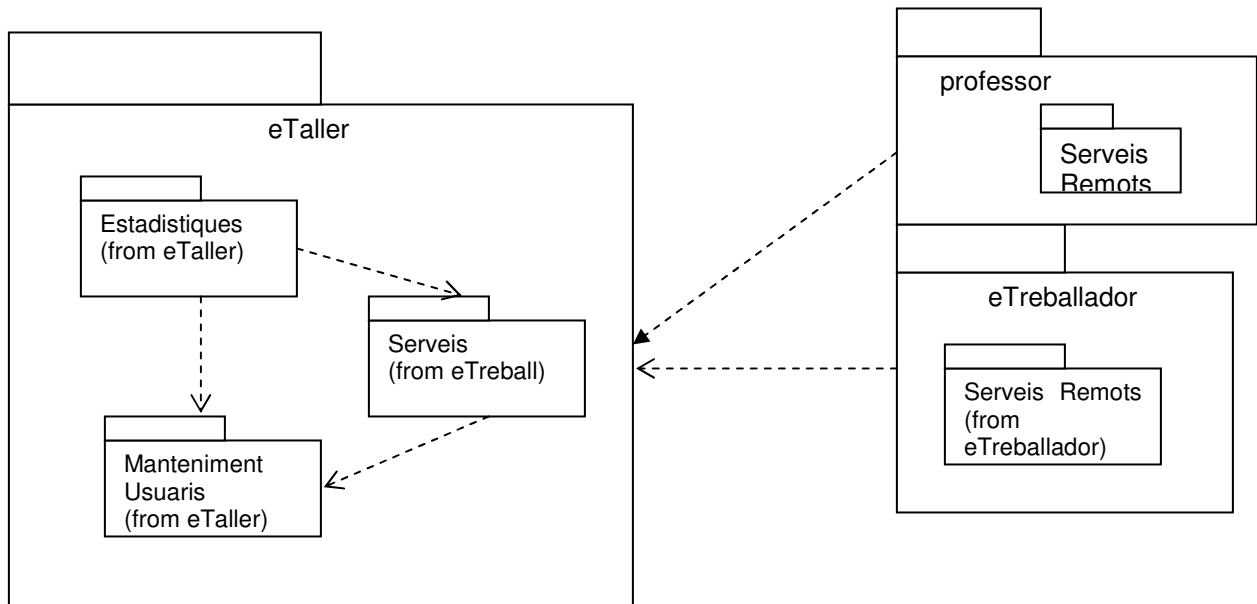 eTaller
Estadistiques
(from eTaller)
Serveis
(from eTreball)
Manteniment
Usuaris
(from eTaller)
professor
Serveis
Remots
eTreballador
Serveis Remots
(from
eTreballador)